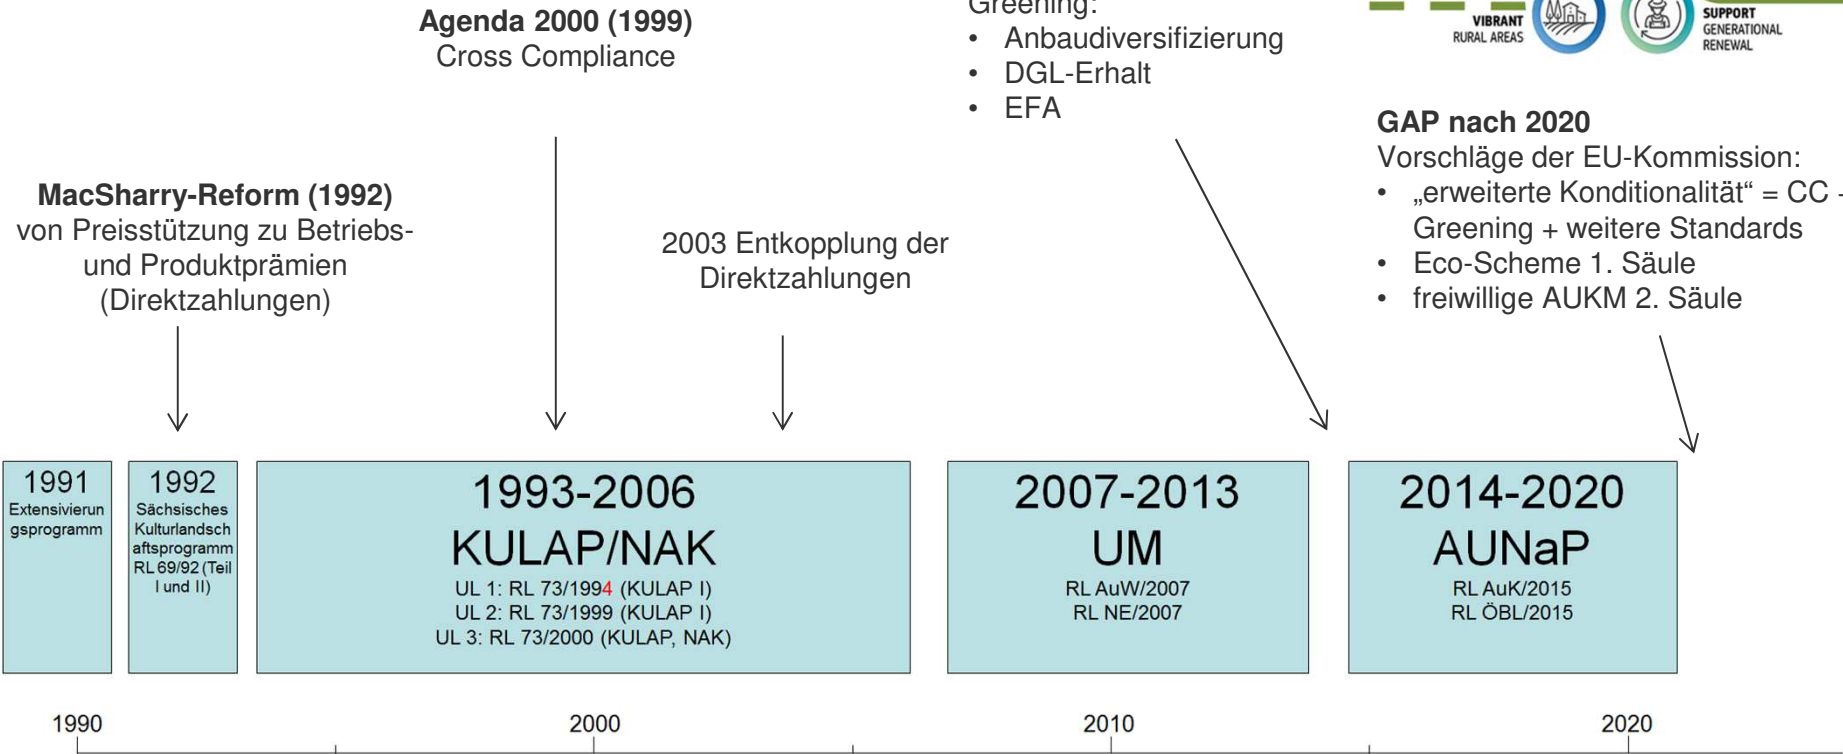 Agenda 2000 (1999)
Cross Compliance
Greening:
• Anbaudiversifizierung
• DGL-Erhalt
• EFA
VIBRANT
RURAL AREAS
SUPPORT
GENERATIONAL
RENEWAL
MacSharry-Reform (1992)
von Preisstützung zu Betriebs-
und Produktprämien
(Direktzahlungen)
2003 Entkopplung der
Direktzahlungen
GAP nach 2020
Vorschläge der EU-Kommission:
• „erweiterte Konditionalität“ = CC
Greening + weitere Standards
• Eco-Scheme 1. Säule
• freiwillige AUKM 2. Säule
1991
Extensivierun
gsprogramm
1992
Sächsisches
Kulturlandsch
aftsprogramm
RL 69/92 (Teil
I und II)
1993-2006
KULAP/NAK
UL 1: RL 73/1994 (KULAP I)
UL 2: RL 73/1999 (KULAP I)
UL 3: RL 73/2000 (KULAP, NAK)
2007-2013
UM
RL AuW/2007
RL NE/2007
2014-2020
AUNaP
RL AuK/2015
RL ÖBL/2015
1990
2000
2010
2020